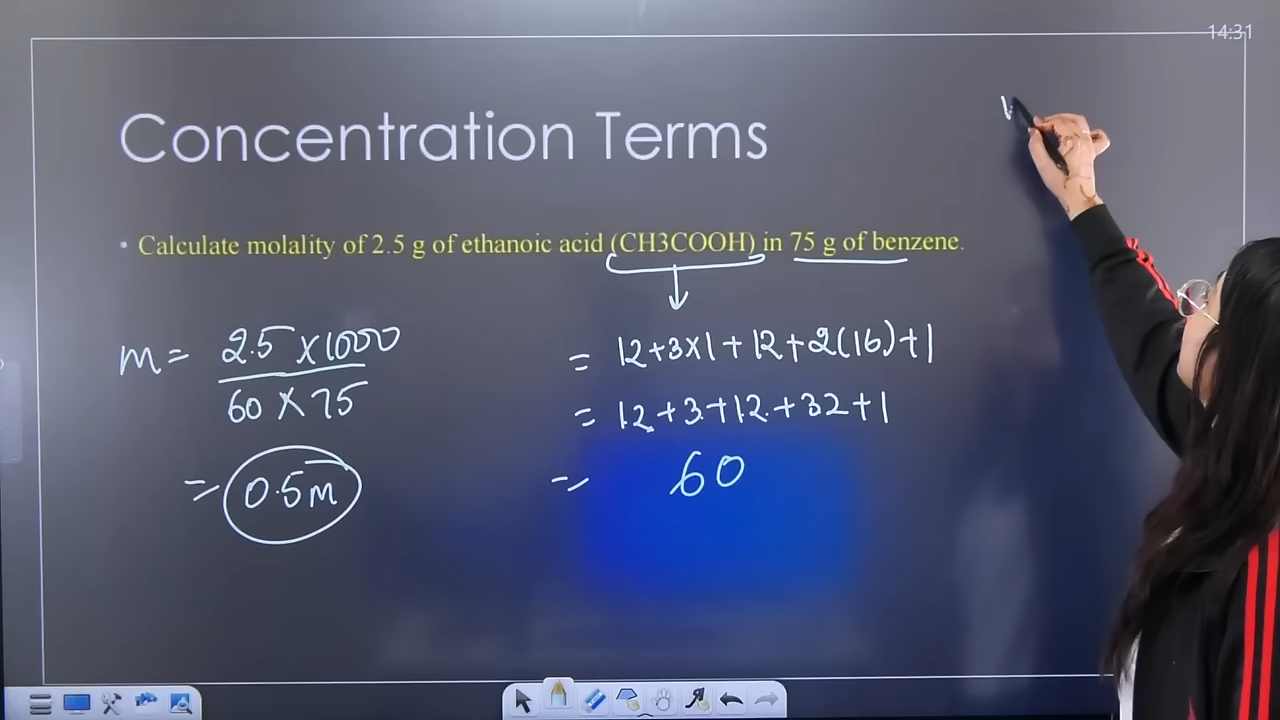 14:31
Concentration Terms
• Calculate molality of 2.5 g of ethanoic acid (CH3COOH) in 75 g of benzene.
m = 2.5 x 1000
60 x 75
= 0.5 m
= 12+3x1+12+2(16)+1
= 12+3+12+32+1
= 60